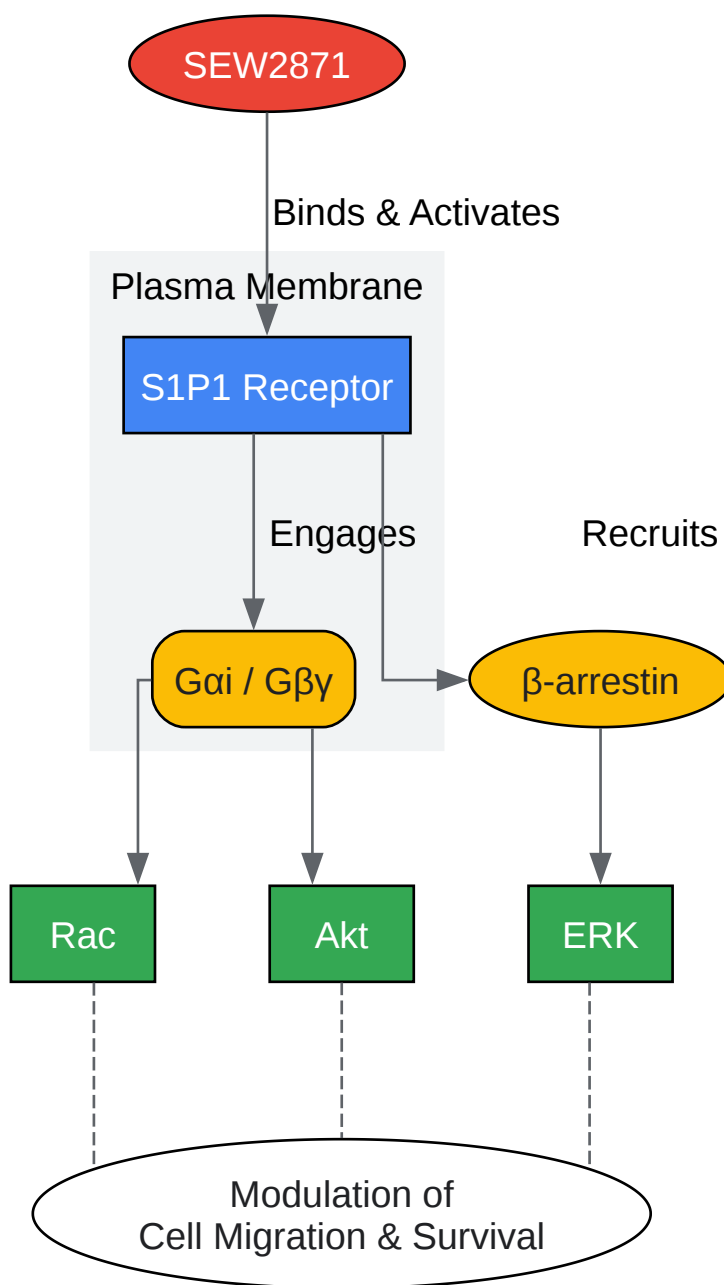 SEW2871
Binds & Activates
Plasma Membrane
S1P1 Receptor
Engages
Recruits
Gαi / Gβγ
β-arrestin
Rac
Akt
ERK
Modulation of
Cell Migration & Survival